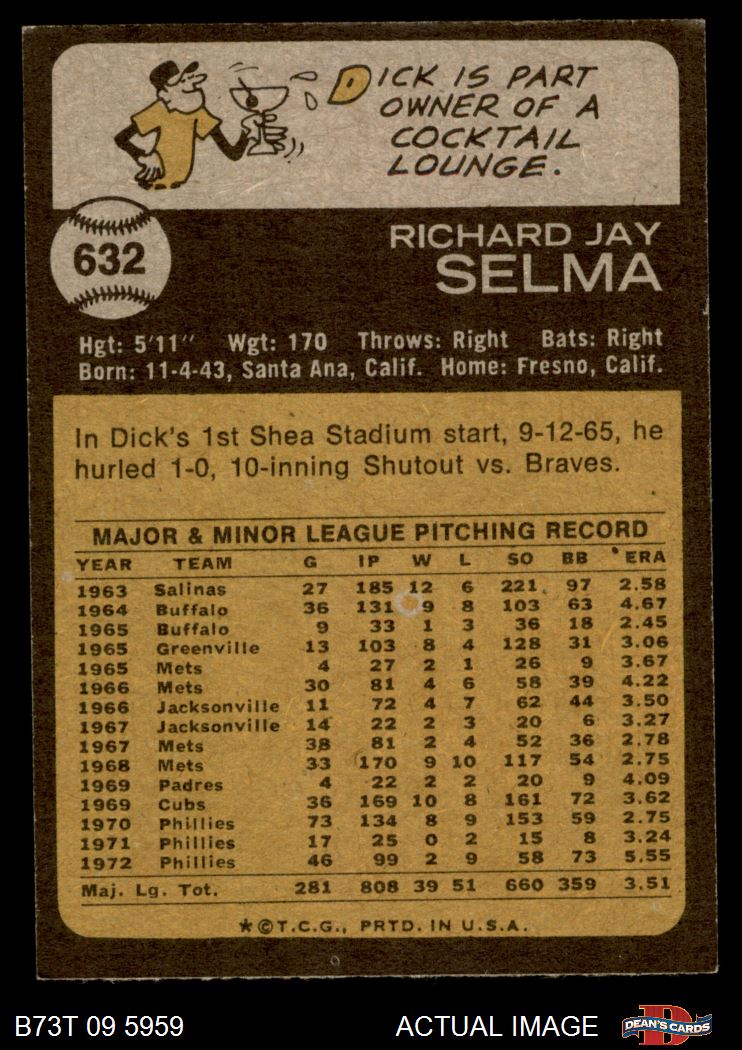 DICK IS PART
OWNER OF A
COCKTAIL
LOUNGE.
632
RICHARD JAY
SELMA
Hgt: 5'11" Wgt: 170 Throws: Right Bats: Right
Born: 11-4-43, Santa Ana, Calif. Home: Fresno, Calif.
In Dick's 1st Shea Stadium start, 9-12-65, he
hurled 1-0, 10-inning Shutout vs. Braves.
MAJOR & MINOR LEAGUE PITCHING RECORD
YEAR TEAM G IP W L SO BB ERA
1963 Salinas 27 185 12 6 221 97 2.58
1964 Buffalo 36 131 9 8 103 63 4.67
1965 Buffalo 9 33 1 3 36 18 2.45
1965 Greenville 13 103 8 4 128 31 3.06
1965 Mets 4 27 2 1 26 9 3.67
1966 Mets 30 81 4 6 58 39 4.22
1966 Jacksonville 11 72 4 7 62 44 3.50
1967 Jacksonville 14 22 2 3 20 6 3.27
1967 Mets 38 81 2 4 52 36 2.78
1968 Mets 33 170 9 10 117 54 2.75
1969 Padres 4 22 2 2 20 9 4.09
1969 Cubs 36 169 10 8 161 72 3.62
1970 Phillies 73 134 8 9 153 59 2.75
1971 Phillies 17 25 0 2 15 8 3.24
1972 Phillies 46 99 2 9 58 73 5.55
Maj. Lg. Tot. 281 808 39 51 660 359 3.51
*©T.C.G., PRTD. IN U.S.A.
B73T 09 5959 ACTUAL IMAGE D DEAN'S CARDS